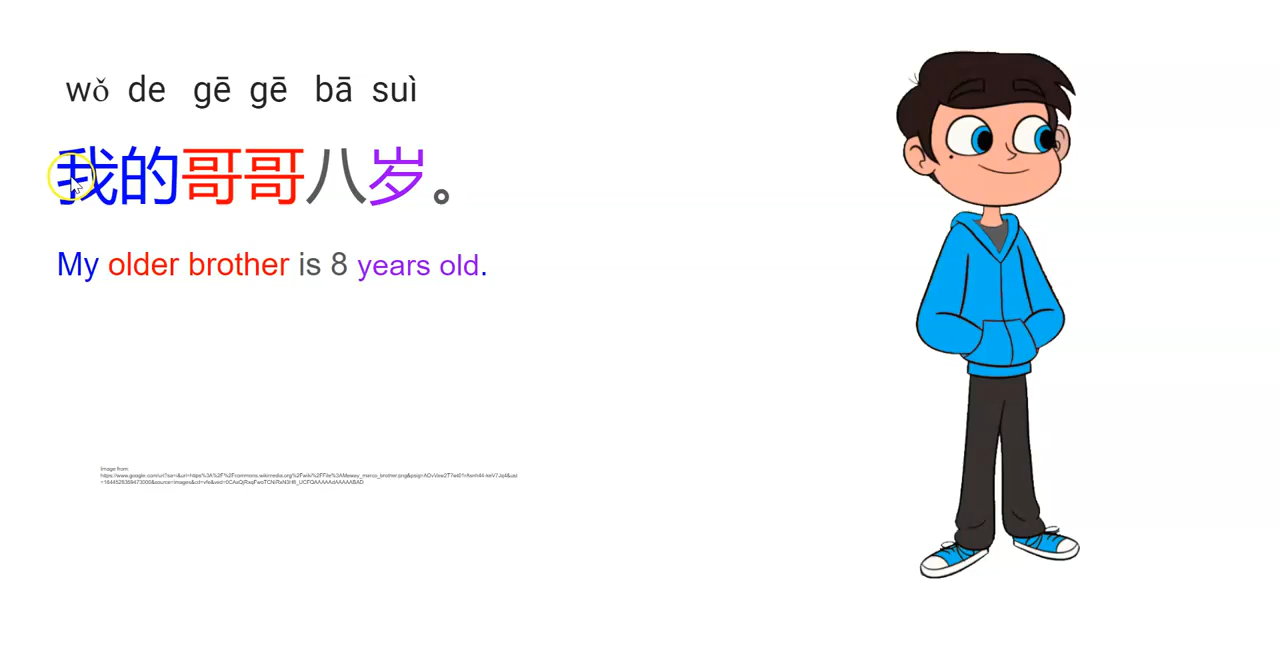 wǒ de gē gē bā suì
我的哥哥八岁。
My older brother is 8 years old.
Image from: